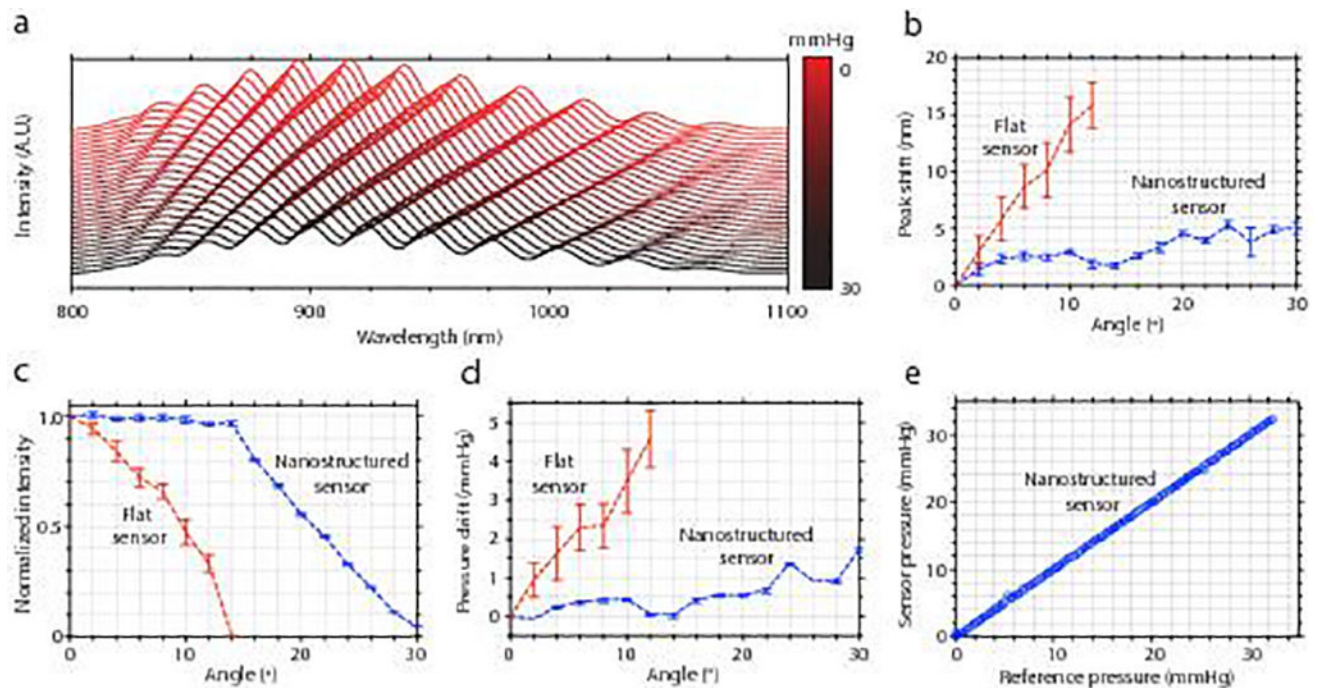 a
mmHg
0
30
Intensity (A.U.)
800
900
1000
1100
Wavelength (nm)
b
20
15
10
5
0
Peak shift (nm)
Flat
sensor
Nanostructured
sensor
0
10
20
30
Angle (°)
c
1.0
0.5
0
Normalized intensity
Nanostructured
sensor
Flat
sensor
0
10
20
30
Angle (°)
d
5
4
3
2
1
0
Pressure drift (mmHg)
Flat
sensor
Nanostructured
sensor
0
10
20
30
Angle (°)
e
30
20
10
0
Sensor pressure (mmHg)
Nanostructured
sensor
0
10
20
30
Reference pressure (mmHg)